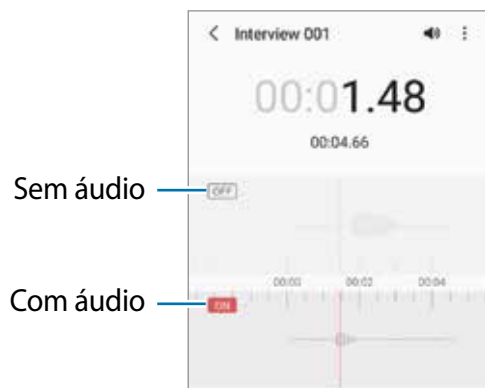 Interview 001
00:01.48
00:04.66
Sem áudio
OFF
00:00 00:02 00:04
Com áudio
ON